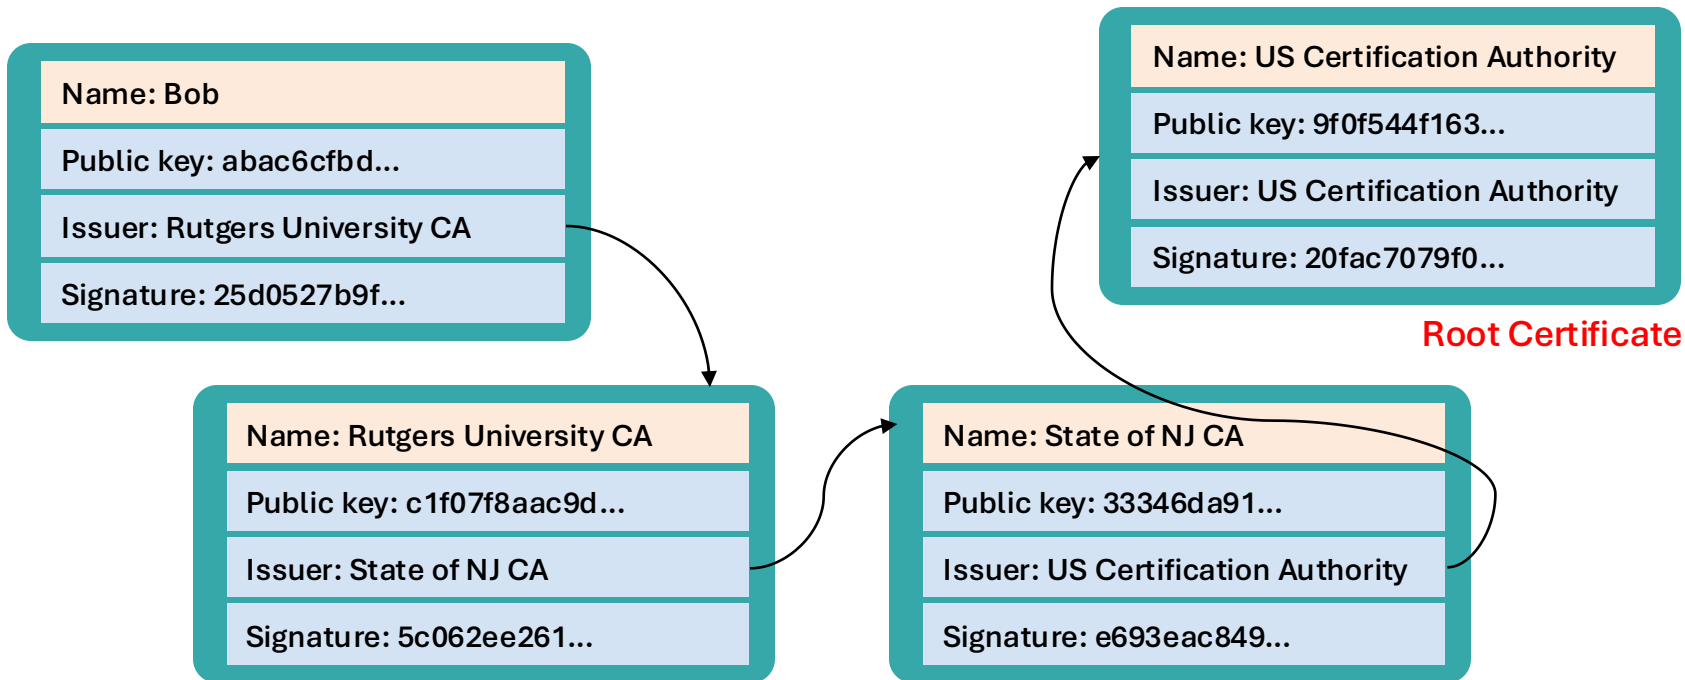 Name: Bob
Public key: abac6cfbd...
Issuer: Rutgers University CA
Signature: 25d0527b9f...
Name: Rutgers University CA
Public key: c1f07f8aac9d...
Issuer: State of NJ CA
Signature: 5c062ee261...
Name: State of NJ CA
Public key: 33346da91...
Issuer: US Certification Authority
Signature: e693eac849...
Name: US Certification Authority
Public key: 9f0f544f163...
Issuer: US Certification Authority
Signature: 20fac7079f0...
Root Certificate